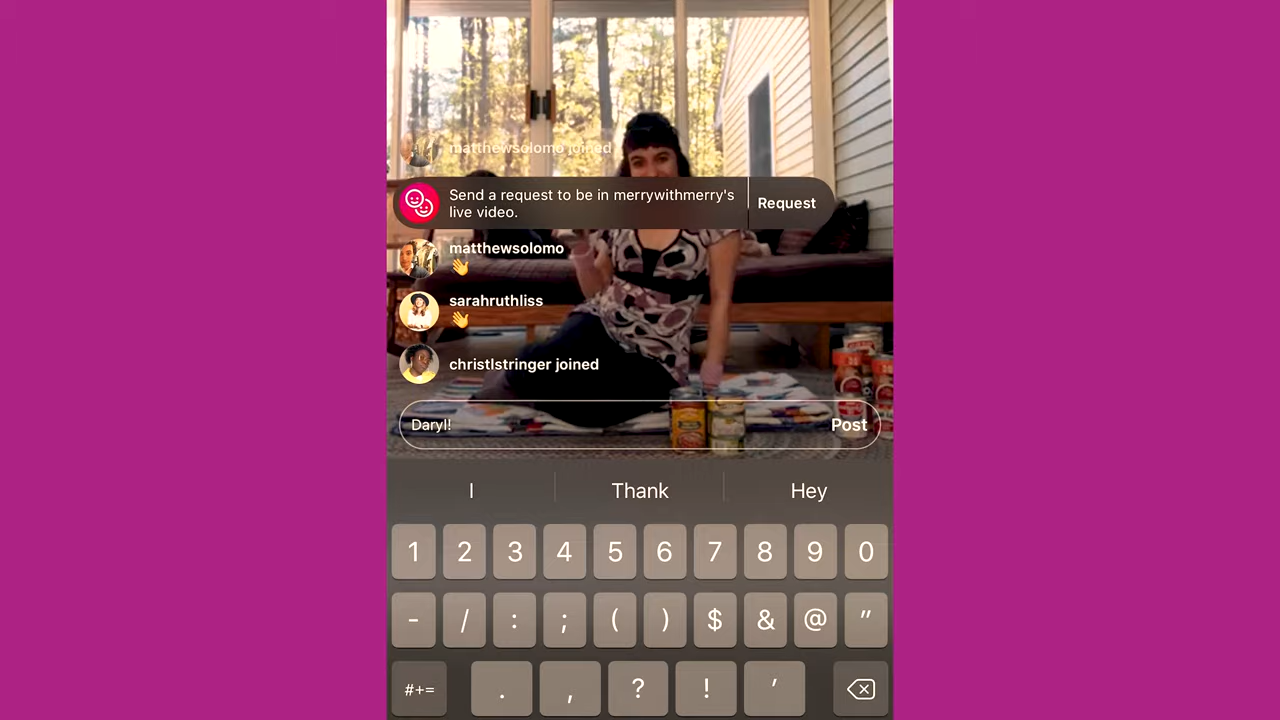 matthewsolomo joined
Send a request to be in merrywithmerry's
live video.
Request
matthewsolomo
👋
sarahruthliss
👋
christlstringer joined
Daryl!
Post
I Thank Hey
1 2 3 4 5 6 7 8 9 0
- / : ; ( ) $ & @ "
#+= . , ? ! '